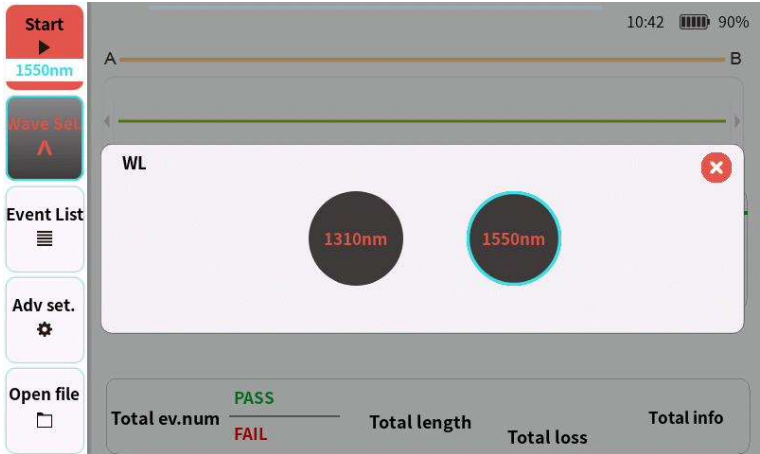 Start
1550nm
10:42 90%
A B
Wave Set.
WL
1310nm 1550nm
Event List
Adv set.
Open file
Total ev.num
PASS
FAIL
Total length
Total loss
Total info